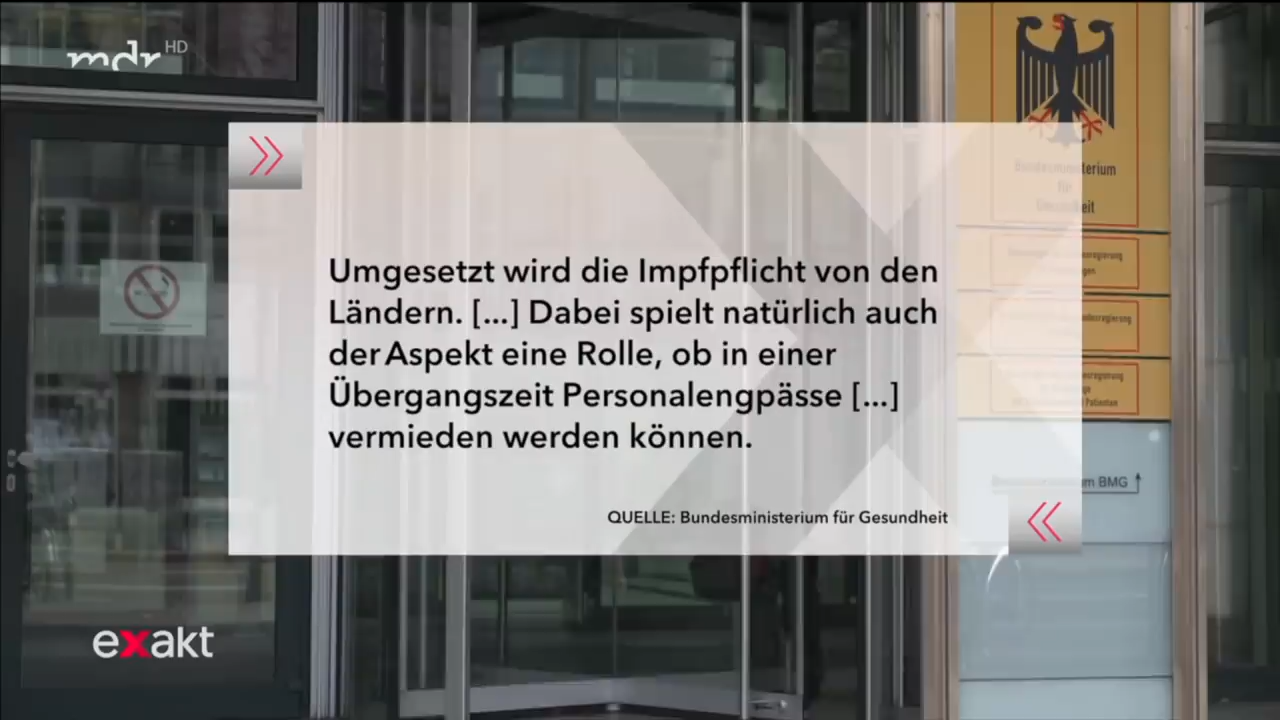 mdr HD
Umgesetzt wird die Impfpflicht von den
Ländern. [...] Dabei spielt natürlich auch
der Aspekt eine Rolle, ob in einer
Übergangszeit Personalengpässe [...]
vermieden werden können.
QUELLE: Bundesministerium für Gesundheit
Bundesministerium
für
Gesundheit
Patienten
BMG
exakt